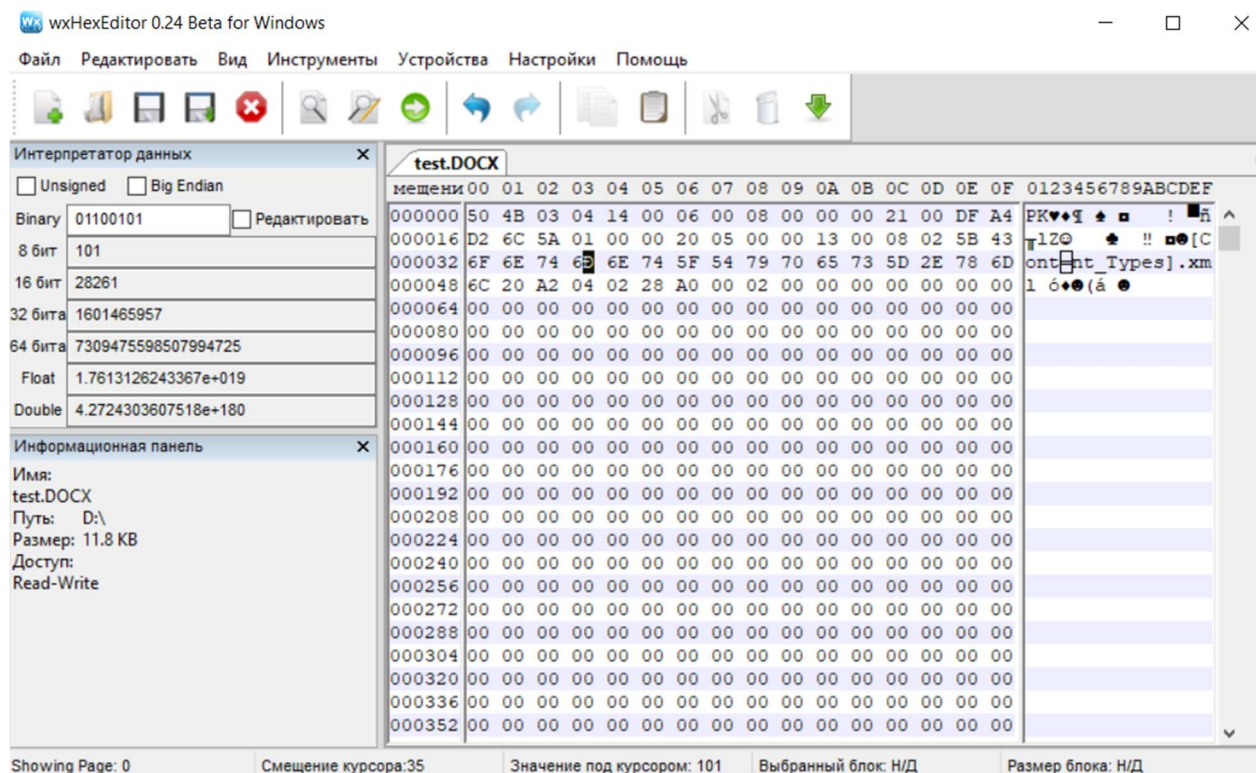 wxHexEditor 0.24 Beta for Windows
Файл Редактировать Вид Инструменты Устройства Настройки Помощь
Интерпретатор данных
Unsigned Big Endian
Binary 01100101 Редактировать
8 бит 101
16 бит 28261
32 бита 1601465957
64 бита 7309475598507994725
Float 1.7613126243367e+019
Double 4.2724303607518e+180
Информационная панель
Имя:
test.DOCX
Путь: D:\
Размер: 11.8 KB
Доступ:
Read-Write
test.DOCX
мещени 00 01 02 03 04 05 06 07 08 09 0A 0B 0C 0D 0E 0F 0123456789ABCDEF
000000 50 4B 03 04 14 00 06 00 08 00 00 00 21 00 DF A4 PK♥♦¶ ♠ ◘ ! ▀ñ
000016 D2 6C 5A 01 00 00 20 05 00 00 13 00 08 02 5B 43 ╥lZ☺ ♣ ‼ ◘☻[C
000032 6F 6E 74 6 6E 74 5F 54 79 70 65 73 5D 2E 78 6D ont nt_Types].xm
000048 6C 20 A2 04 02 28 A0 00 02 00 00 00 00 00 00 00 l ó♦☻(á ☻
000064 00 00 00 00 00 00 00 00 00 00 00 00 00 00 00 00
000080 00 00 00 00 00 00 00 00 00 00 00 00 00 00 00 00
000096 00 00 00 00 00 00 00 00 00 00 00 00 00 00 00 00
000112 00 00 00 00 00 00 00 00 00 00 00 00 00 00 00 00
000128 00 00 00 00 00 00 00 00 00 00 00 00 00 00 00 00
000144 00 00 00 00 00 00 00 00 00 00 00 00 00 00 00 00
000160 00 00 00 00 00 00 00 00 00 00 00 00 00 00 00 00
000176 00 00 00 00 00 00 00 00 00 00 00 00 00 00 00 00
000192 00 00 00 00 00 00 00 00 00 00 00 00 00 00 00 00
000208 00 00 00 00 00 00 00 00 00 00 00 00 00 00 00 00
000224 00 00 00 00 00 00 00 00 00 00 00 00 00 00 00 00
000240 00 00 00 00 00 00 00 00 00 00 00 00 00 00 00 00
000256 00 00 00 00 00 00 00 00 00 00 00 00 00 00 00 00
000272 00 00 00 00 00 00 00 00 00 00 00 00 00 00 00 00
000288 00 00 00 00 00 00 00 00 00 00 00 00 00 00 00 00
000304 00 00 00 00 00 00 00 00 00 00 00 00 00 00 00 00
000320 00 00 00 00 00 00 00 00 00 00 00 00 00 00 00 00
000336 00 00 00 00 00 00 00 00 00 00 00 00 00 00 00 00
000352 00 00 00 00 00 00 00 00 00 00 00 00 00 00 00 00
Showing Page: 0 Смещение курсора:35 Значение под курсором: 101 Выбранный блок: Н/Д Размер блока: Н/Д